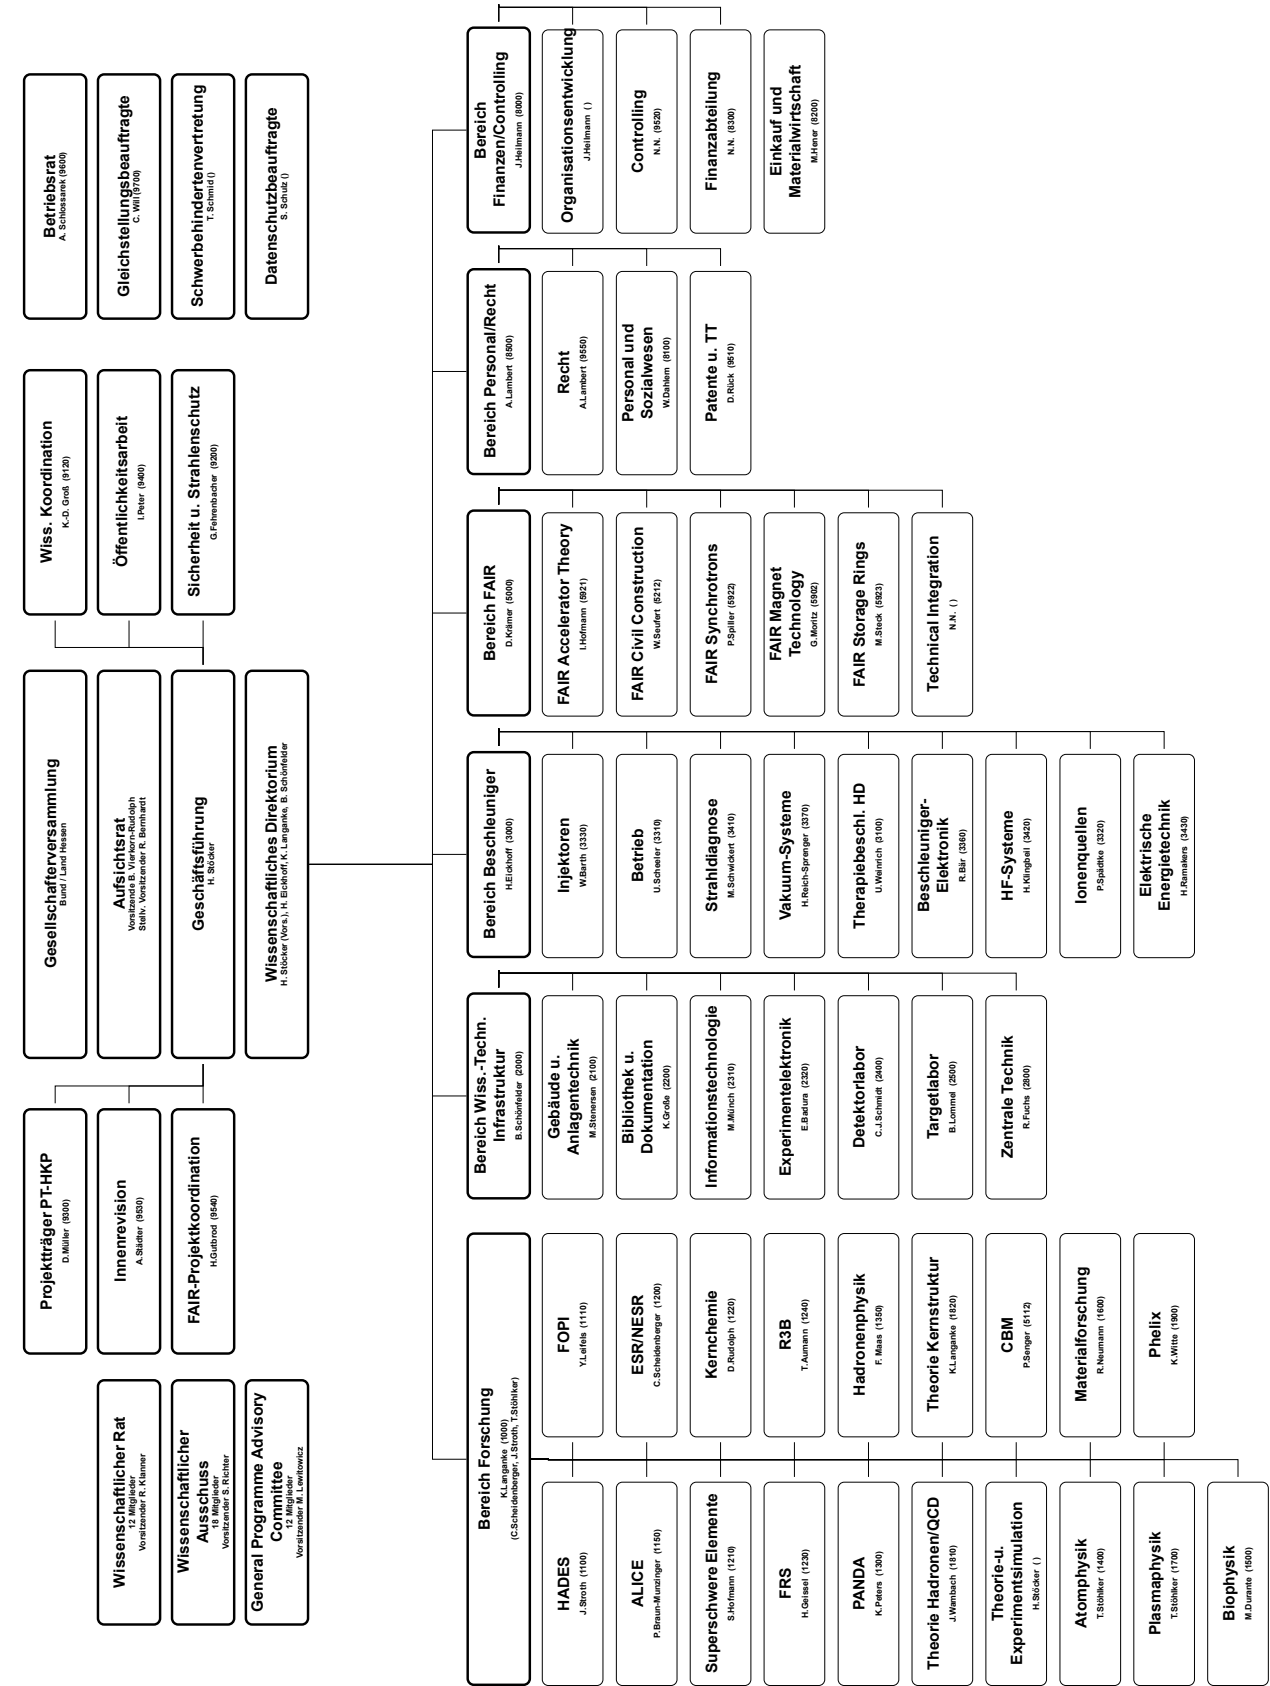 Wissenschaftlicher Rat
12 Mitglieder
Vorsitzender R. Klanner
Wissenschaftlicher
Ausschuss
18 Mitglieder
Vorsitzender S. Richter
General Programme Advisory
Committee
12 Mitglieder
Vorsitzender M. Lewitowicz
Projektträger PT-HKP
D.Müller (9300)
Innenrevision
A.Städter (9530)
FAIR-Projektkoordination
H.Gutbrod (9540)
Gesellschafterversammlung
Bund / Land Hessen
Aufsichtsrat
Vorsitzende B. Vierkorn-Rudolph
Stellv. Vorsitzender R. Bernhardt
Geschäftsführung
H. Stöcker
Wissenschaftliches Direktorium
H. Stöcker (Vors.), H. Eickhoff, K. Langanke, B. Schönfelder
Wiss. Koordination
K.-D. Groß (9120)
Öffentlichkeitsarbeit
I.Peter (9400)
Sicherheit u. Strahlenschutz
G.Fehrenbacher (9200)
Betriebsrat
A. Schlossarek (9600)
Gleichstellungsbeauftragte
C. Will (9700)
Schwerbehindertenvertretung
T. Schmid ()
Datenschutzbeauftragte
S. Schulz ()
Bereich Forschung
K.Langanke (1000)
(C.Scheidenberger, J.Stroth, T.Stöhlker)
HADES
J.Stroth (1100)
FOPI
Y.Leifels (1110)
ALICE
P.Braun-Munzinger (1150)
ESR/NESR
C.Scheidenberger (1200)
Superschwere Elemente
S.Hofmann (1210)
Kernchemie
D.Rudolph (1220)
FRS
H.Geissel (1230)
R3B
T.Aumann (1240)
PANDA
K.Peters (1300)
Hadronenphysik
F. Maas (1350)
Theorie Hadronen/QCD
J.Wambach (1810)
Theorie Kernstruktur
K.Langanke (1820)
Theorie-u.
Experimentsimulation
H.Stöcker ( )
CBM
P.Senger (5112)
Atomphysik
T.Stöhlker (1400)
Materialforschung
R.Neumann (1600)
Plasmaphysik
T.Stöhlker (1700)
Phelix
K.Witte (1900)
Biophysik
M.Durante (1500)
Bereich Wiss.-Techn.
Infrastruktur
B.Schönfelder (2000)
Gebäude u.
Anlagentechnik
M.Stenersen (2100)
Bibliothek u.
Dokumentation
K.Große (2200)
Informationstechnologie
M.Münch (2310)
Experimentelektronik
E.Badura (2320)
Detektorlabor
C.J.Schmidt (2400)
Targetlabor
B.Lommel (2500)
Zentrale Technik
R.Fuchs (2800)
Bereich Beschleuniger
H.Eickhoff (3000)
Injektoren
W.Barth (3330)
Betrieb
U.Scheeler (3310)
Strahldiagnose
M.Schwickert (3410)
Vakuum-Systeme
H.Reich-Sprenger (3370)
Therapiebeschl. HD
U.Weinrich (3100)
Beschleuniger-
Elektronik
R.Bär (3360)
HF-Systeme
H.Klingbeil (3420)
Ionenquellen
P.Spädtke (3320)
Elektrische
Energietechnik
H.Ramakers (3430)
Bereich FAIR
D.Krämer (5000)
FAIR Accelerator Theory
I.Hofmann (5921)
FAIR Civil Construction
W.Seufert (5212)
FAIR Synchrotrons
P.Spiller (5922)
FAIR Magnet
Technology
G.Moritz (5902)
FAIR Storage Rings
M.Steck (5923)
Technical Integration
N.N. ( )
Bereich Personal/Recht
A.Lambert (8500)
Recht
A.Lambert (9550)
Personal und
Sozialwesen
W.Dahlem (8100)
Patente u. TT
D.Rück (9510)
Bereich
Finanzen/Controlling
J.Heilmann (8000)
Organisationsentwicklung
J.Heilmann ( )
Controlling
N.N. (9520)
Finanzabteilung
N.N. (8300)
Einkauf und
Materialwirtschaft
M.Hener (8200)